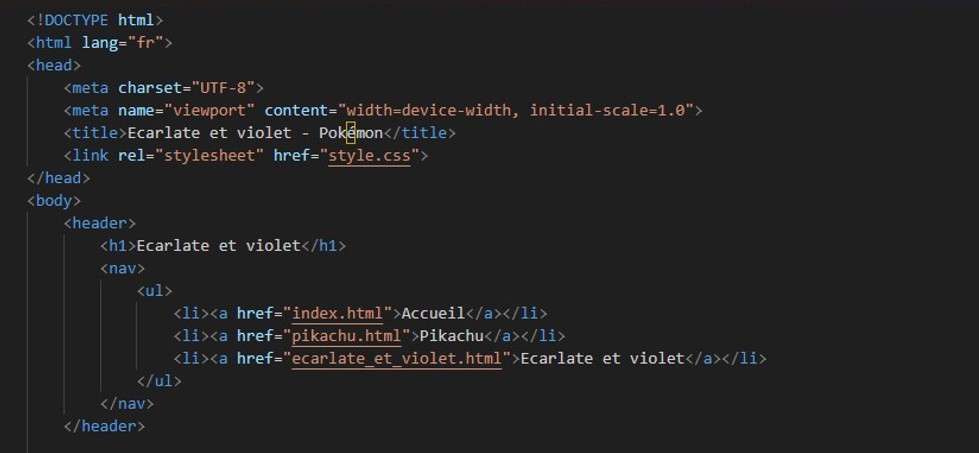 <!DOCTYPE html>
<html lang="fr">
<head>
    <meta charset="UTF-8">
    <meta name="viewport" content="width=device-width, initial-scale=1.0">
    <title>Ecarlate et violet - Pokémon</title>
    <link rel="stylesheet" href="style.css">
</head>
<body>
    <header>
        <h1>Ecarlate et violet</h1>
        <nav>
            <ul>
                <li><a href="index.html">Accueil</a></li>
                <li><a href="pikachu.html">Pikachu</a></li>
                <li><a href="ecarlate_et_violet.html">Ecarlate et violet</a></li>
            </ul>
        </nav>
    </header>